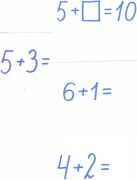 5+□=10
5+3=
6+1=
4+2=